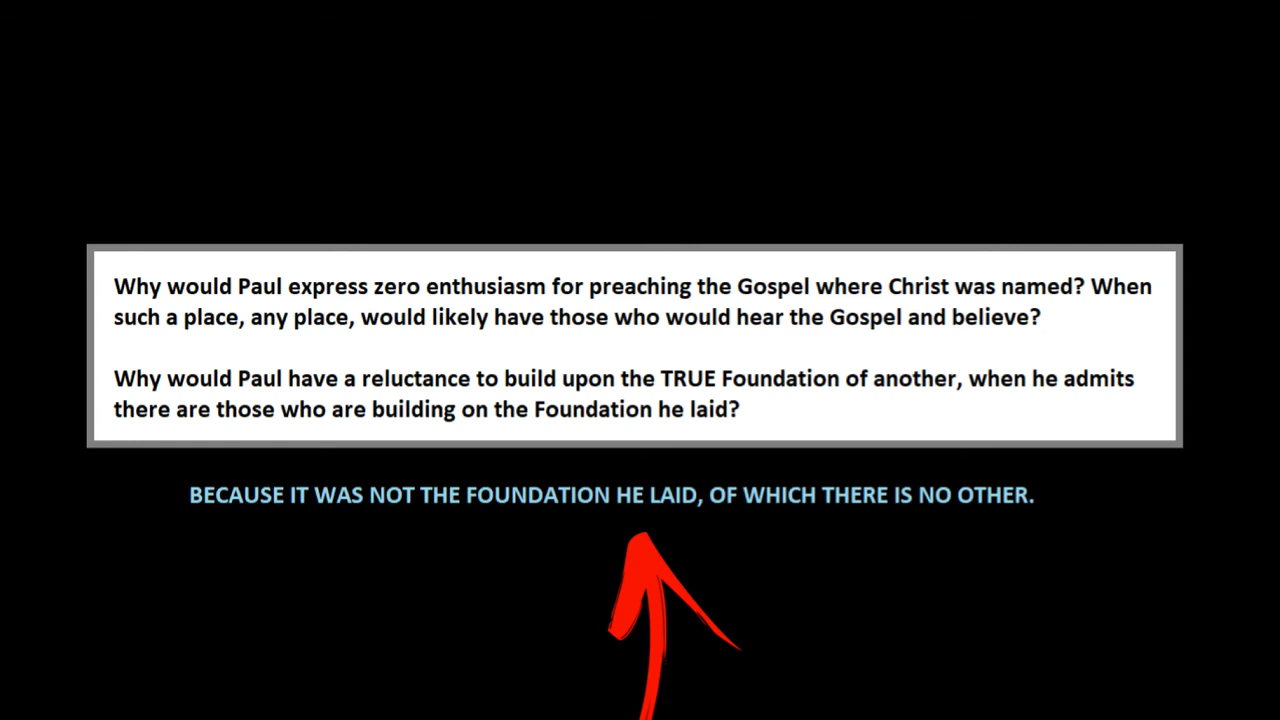 Why would Paul express zero enthusiasm for preaching the Gospel where Christ was named? When
such a place, any place, would likely have those who would hear the Gospel and believe?
Why would Paul have a reluctance to build upon the TRUE Foundation of another, when he admits
there are those who are building on the Foundation he laid?
BECAUSE IT WAS NOT THE FOUNDATION HE LAID, OF WHICH THERE IS NO OTHER.